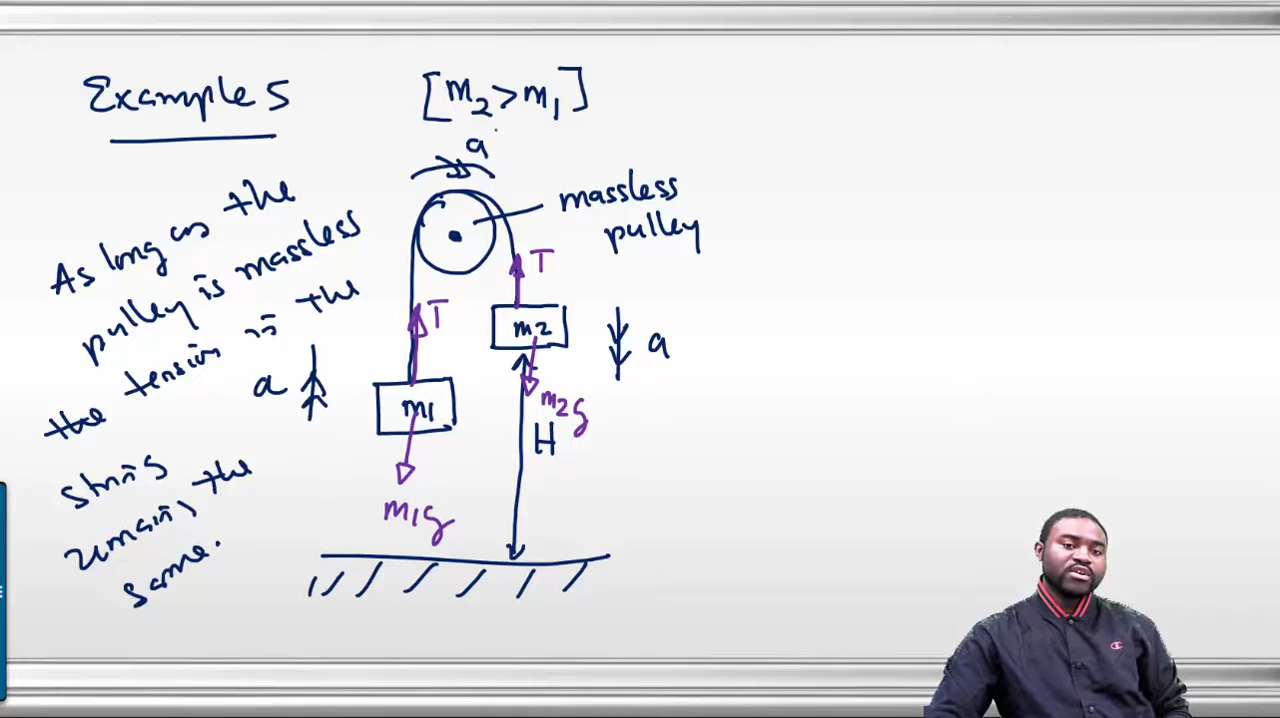 Example 5
[m2>m1]
a
massless
pulley
As long as the
pulley is massless
the tension in the
the
string
remains the
same.
T
T
m2
a
a
m1
m2g
H
m1g